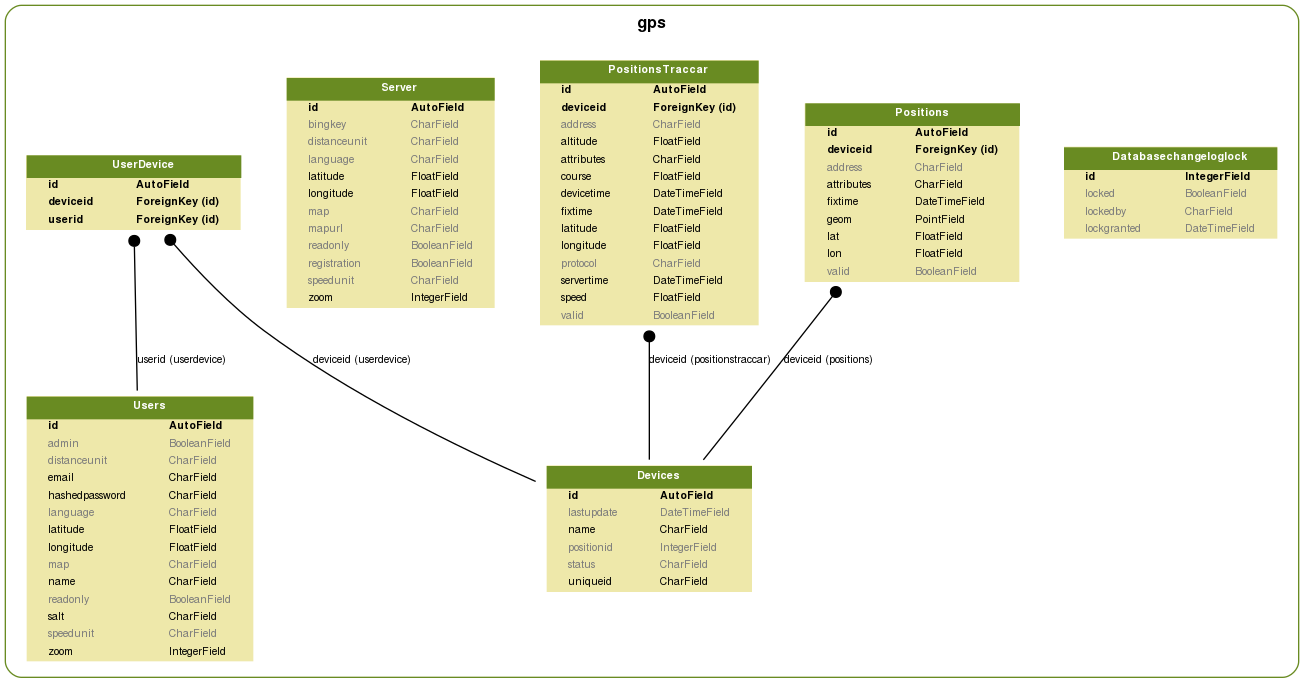 gps
UserDevice
id AutoField
deviceid ForeignKey (id)
userid ForeignKey (id)
Server
id AutoField
bingkey CharField
distanceunit CharField
language CharField
latitude FloatField
longitude FloatField
map CharField
mapurl CharField
readonly BooleanField
registration BooleanField
speedunit CharField
zoom IntegerField
PositionsTraccar
id AutoField
deviceid ForeignKey (id)
address CharField
altitude FloatField
attributes CharField
course FloatField
devicetime DateTimeField
fixtime DateTimeField
latitude FloatField
longitude FloatField
protocol CharField
servertime DateTimeField
speed FloatField
valid BooleanField
Positions
id AutoField
deviceid ForeignKey (id)
address CharField
attributes CharField
fixtime DateTimeField
geom PointField
lat FloatField
lon FloatField
valid BooleanField
Databasechangeloglock
id IntegerField
locked BooleanField
lockedby CharField
lockgranted DateTimeField
userid (userdevice)
deviceid (userdevice)
deviceid (positionstraccar)
deviceid (positions)
Users
id AutoField
admin BooleanField
distanceunit CharField
email CharField
hashedpassword CharField
language CharField
latitude FloatField
longitude FloatField
map CharField
name CharField
readonly BooleanField
salt CharField
speedunit CharField
zoom IntegerField
Devices
id AutoField
lastupdate DateTimeField
name CharField
positionid IntegerField
status CharField
uniqueid CharField